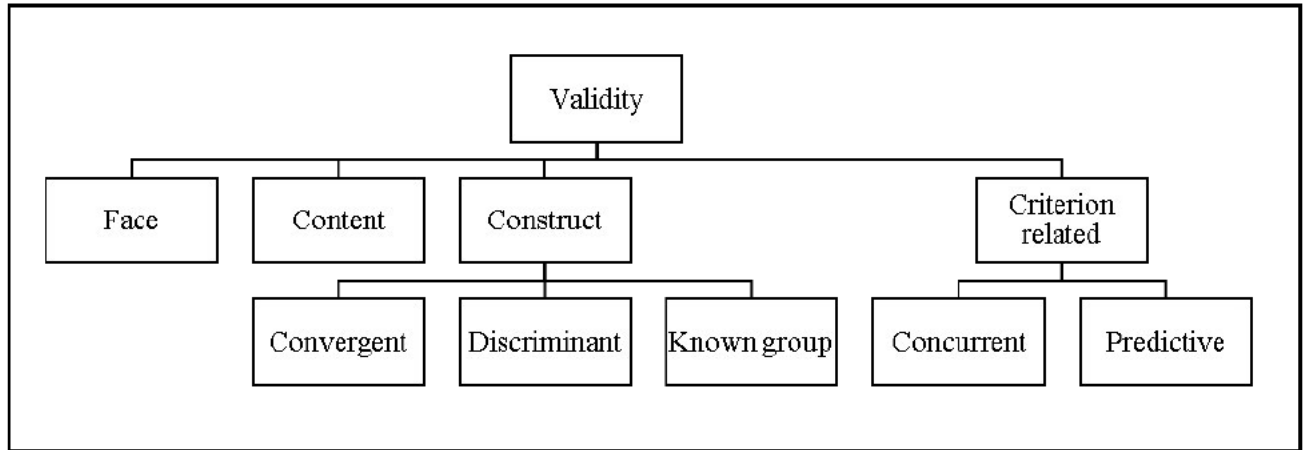 Validity
Face
Content
Construct
Criterion
related
Convergent
Discriminant
Known group
Concurrent
Predictive